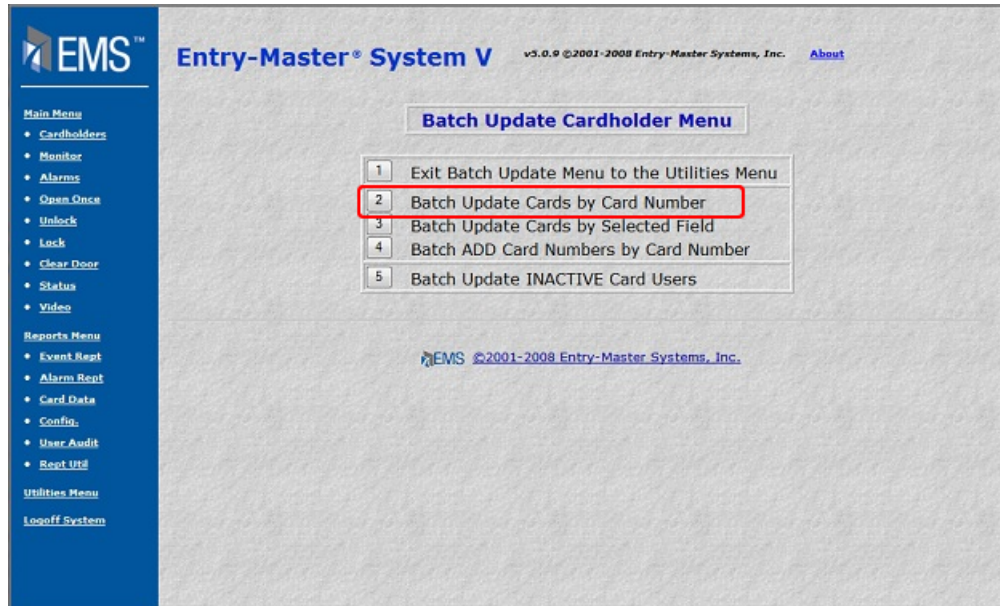 EMS™
Entry-Master® System V v5.0.9 ©2001-2008 Entry-Master Systems, Inc. About
Main Menu
Cardholders
Monitor
Alarms
Open Once
Unlock
Lock
Clear Door
Status
Video
Reports Menu
Event Rept
Alarm Rept
Card Data
Config.
User Audit
Rept Util
Utilities Menu
Logoff System
Batch Update Cardholder Menu
1 Exit Batch Update Menu to the Utilities Menu
2 Batch Update Cards by Card Number
3 Batch Update Cards by Selected Field
4 Batch ADD Card Numbers by Card Number
5 Batch Update INACTIVE Card Users
EMS ©2001-2008 Entry-Master Systems, Inc.